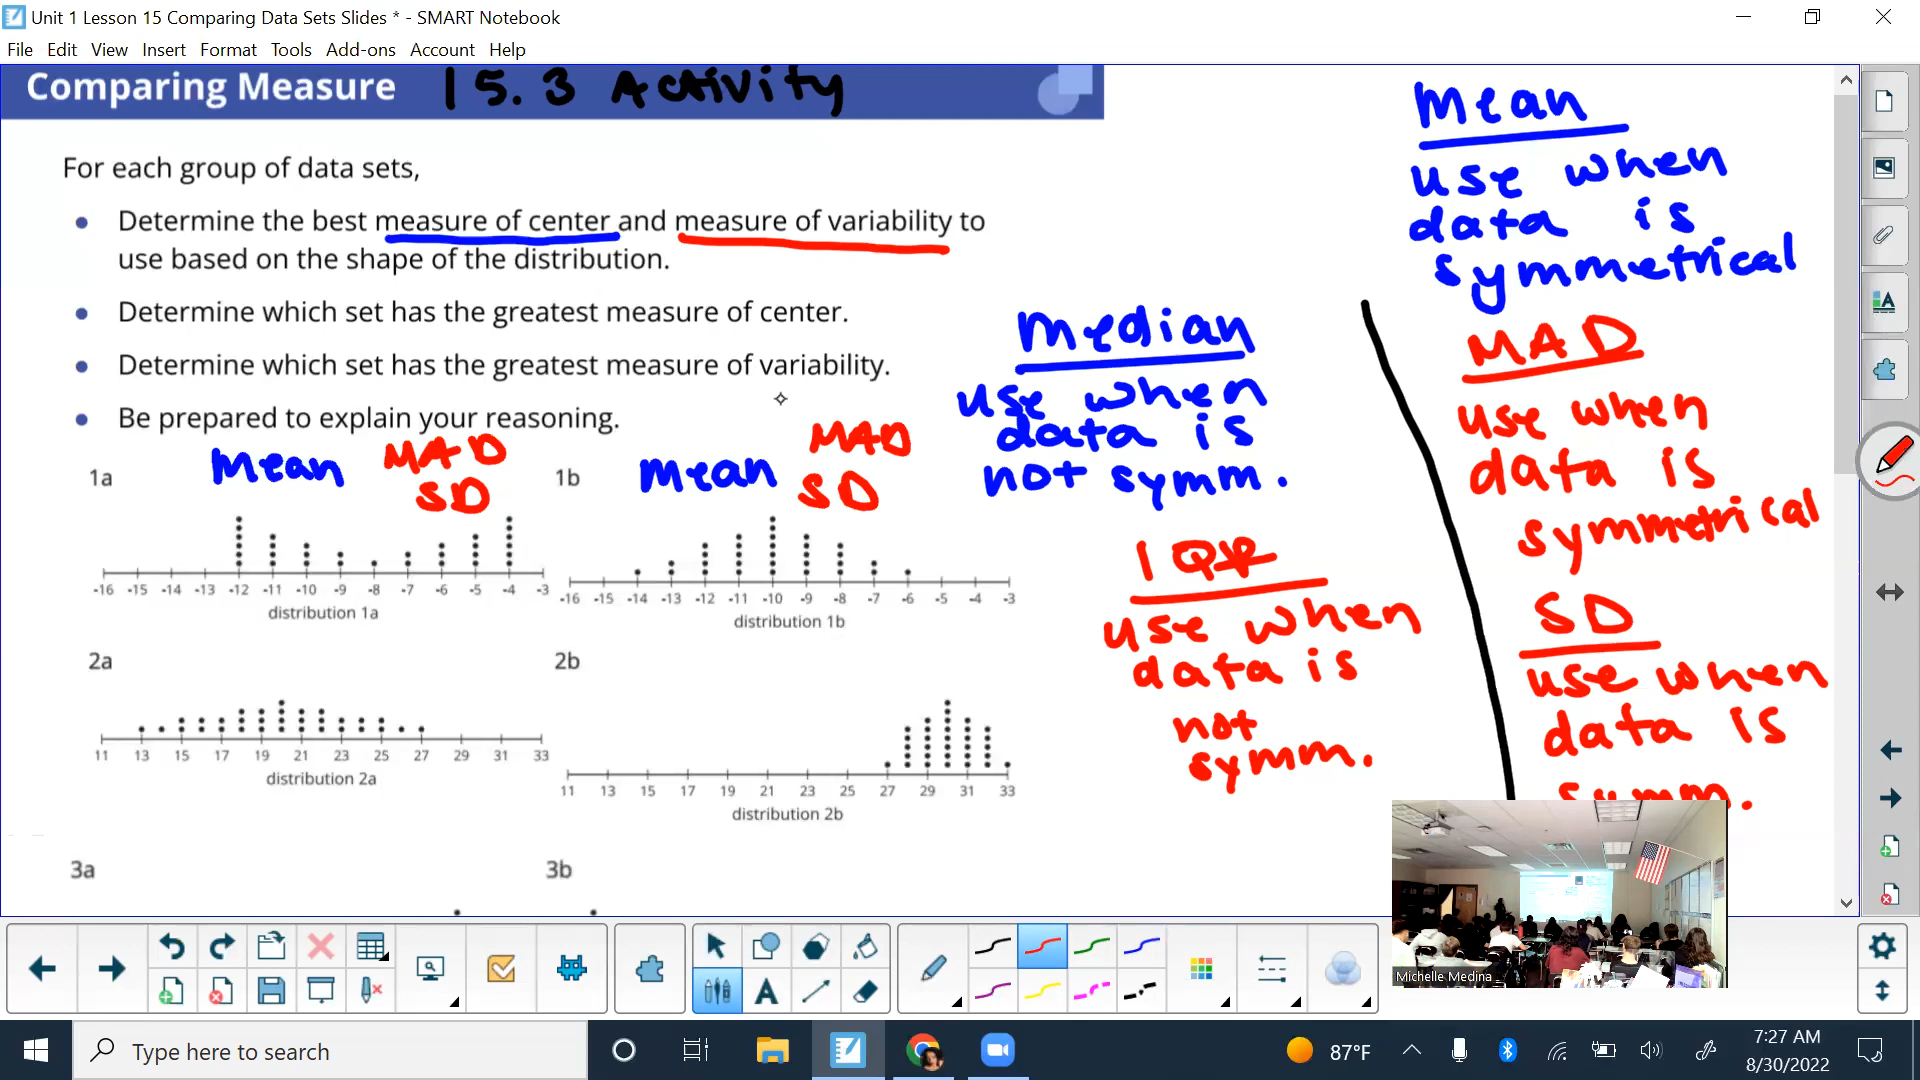 Unit 1 Lesson 15 Comparing Data Sets Slides * - SMART Notebook
File Edit View Insert Format Tools Add-ons Account Help
Comparing Measure 15.3 Activity
For each group of data sets,
• Determine the best measure of center and measure of variability to
use based on the shape of the distribution.
• Determine which set has the greatest measure of center.
• Determine which set has the greatest measure of variability.
• Be prepared to explain your reasoning.
1a
Mean
MAD
SD
-16 -15 -14 -13 -12 -11 -10 -9 -8 -7 -6 -5 -4 -3
distribution 1a
1b
Mean
MAD
SD
-16 -15 -14 -13 -12 -11 -10 -9 -8 -7 -6 -5 -4 -3
distribution 1b
2a
11 13 15 17 19 21 23 25 27 29 31 33
distribution 2a
2b
11 13 15 17 19 21 23 25 27 29 31 33
distribution 2b
3a
3b
Median
use when
data is
not symm.
IQR
use when
data is
not
symm.
Mean
use when
data is
symmetrical
MAD
use when
data is
symmetrical
SD
use when
data is
symm.
Michelle Medina
Type here to search
87°F
7:27 AM
8/30/2022